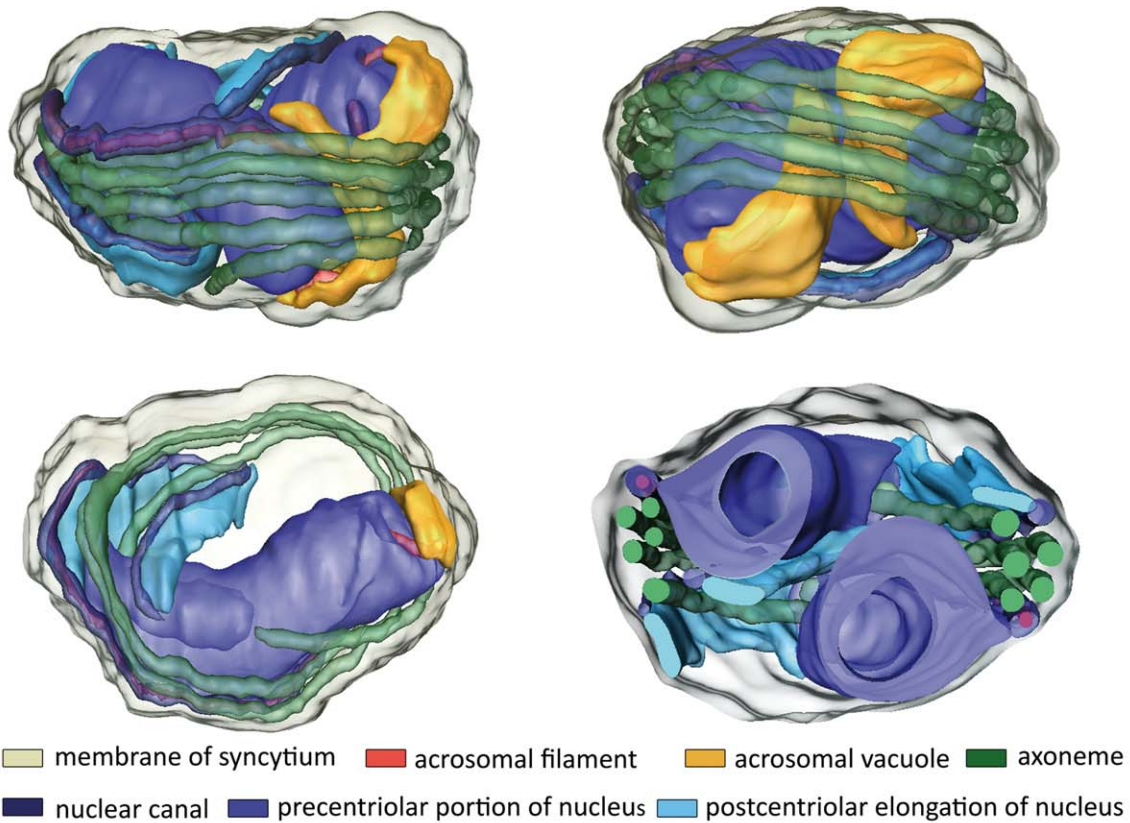 membrane of syncytium acrosomal filament acrosomal vacuole axoneme
nuclear canal precentriolar portion of nucleus postcentriolar elongation of nucleus